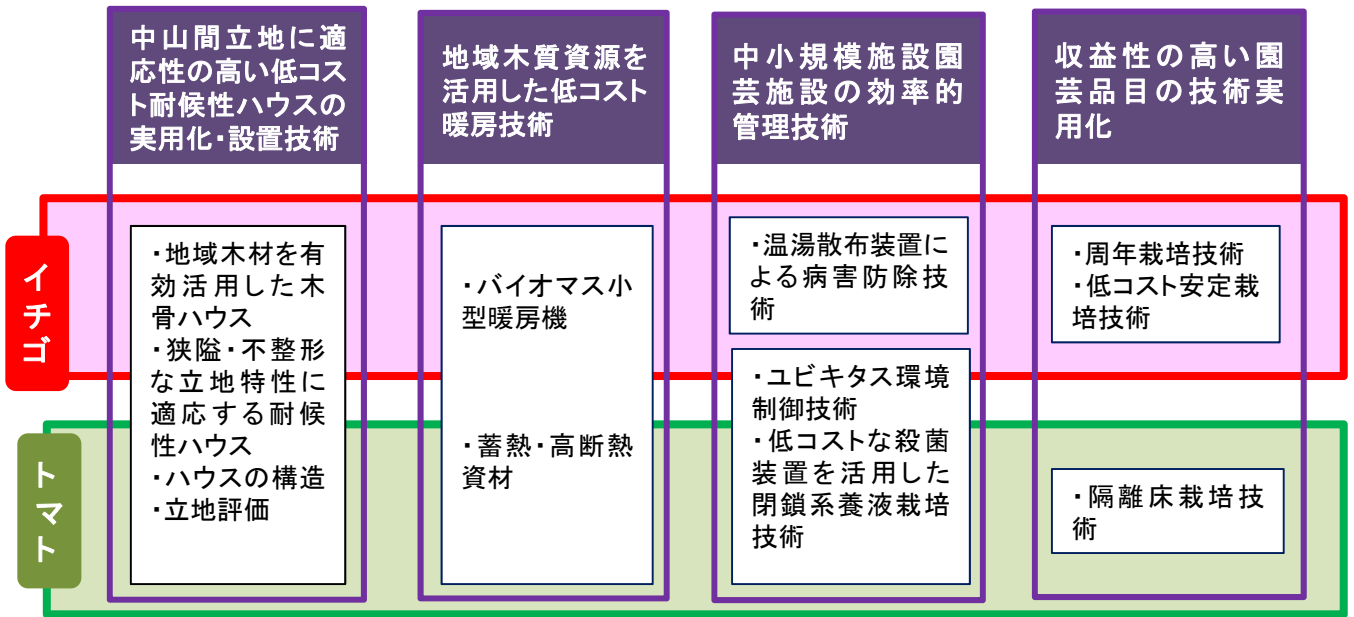 中山間立地に適
応性の高い低コス
ト耐候性ハウスの
実用化・設置技術
地域木質資源を
活用した低コスト
暖房技術
中小規模施設園
芸施設の効率的
管理技術
収益性の高い園
芸品目の技術実
用化
イチゴ
・地域木材を有
効活用した木
骨ハウス
・狭隘・不整形
な立地特性に
適応する耐候
性ハウス
・ハウスの構造
・立地評価
・バイオマス小
型暖房機
・蓄熱・高断熱
資材
・温湯散布装置に
よる病害防除技
術
・ユビキタス環境
制御技術
・低コストな殺菌
装置を活用した
閉鎖系養液栽培
技術
・周年栽培技術
・低コスト安定栽
培技術
トマト
・隔離床栽培技
術